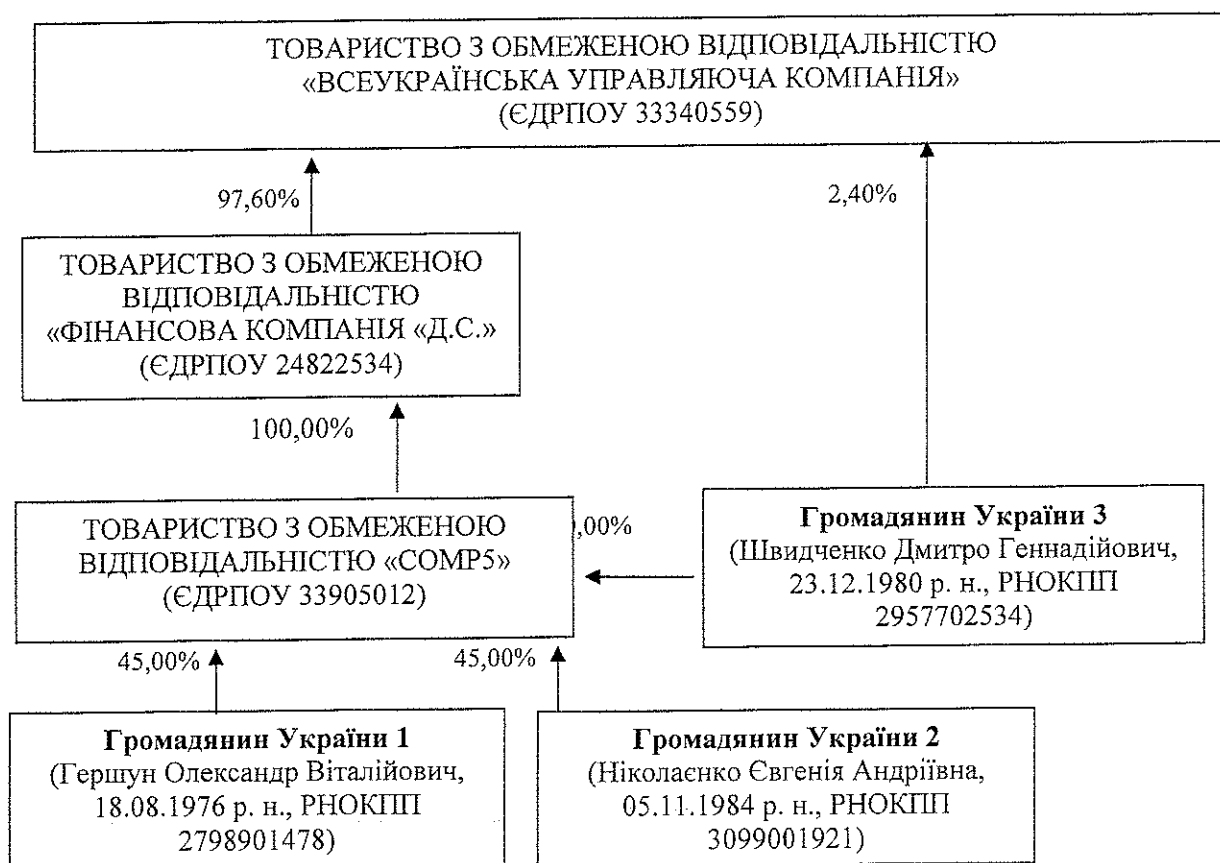 ТОВАРИСТВО З ОБМЕЖЕНОЮ ВІДПОВІДАЛЬНІСТЮ
«ВСЕУКРАЇНСЬКА УПРАВЛЯЮЧА КОМПАНІЯ»
(ЄДРПОУ 33340559)
97,60%
2,40%
ТОВАРИСТВО З ОБМЕЖЕНОЮ
ВІДПОВІДАЛЬНІСТЮ
«ФІНАНСОВА КОМПАНІЯ «Д.С.»
(ЄДРПОУ 24822534)
100,00%
ТОВАРИСТВО З ОБМЕЖЕНОЮ
ВІДПОВІДАЛЬНІСТЮ «COMP5»
(ЄДРПОУ 33905012)
,00%
Громадянин України 3
(Швидченко Дмитро Геннадійович,
23.12.1980 р. н., РНОКПП
2957702534)
45,00%
45,00%
Громадянин України 1
(Гершун Олександр Віталійович,
18.08.1976 р. н., РНОКПП
2798901478)
Громадянин України 2
(Ніколаєнко Євгенія Андріївна,
05.11.1984 р. н., РНОКПП
3099001921)